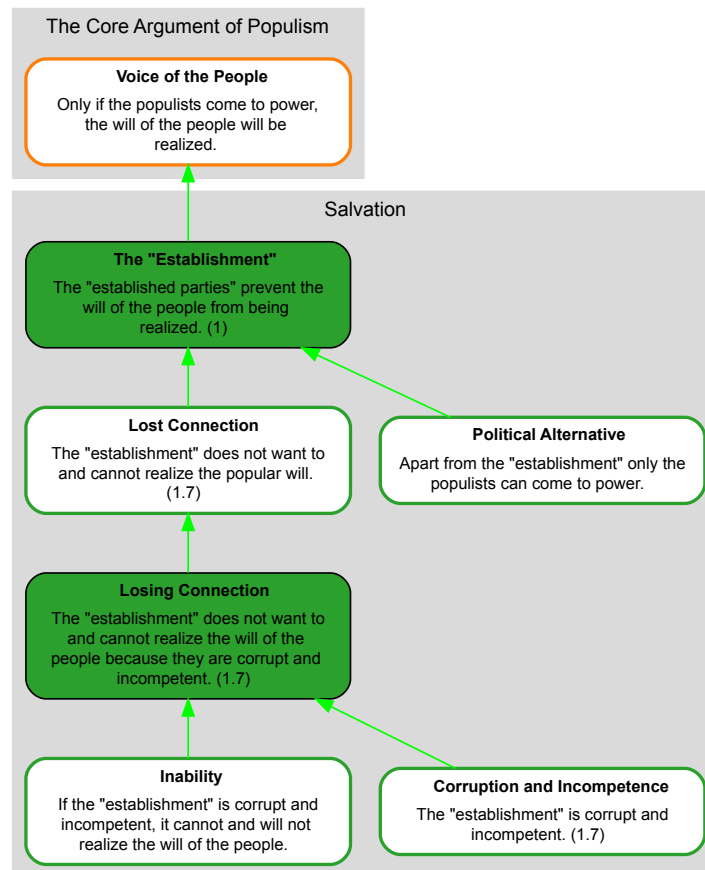 The Core Argument of Populism
Voice of the People
Only if the populists come to power,
the will of the people will be
realized.
Salvation
The "Establishment"
The "established parties" prevent the
will of the people from being
realized. (1)
Lost Connection
The "establishment" does not want to
and cannot realize the popular will.
(1.7)
Political Alternative
Apart from the "establishment" only the
populists can come to power.
Losing Connection
The "establishment" does not want to
and cannot realize the will of the
people because they are corrupt and
incompetent. (1.7)
Inability
If the "establishment" is corrupt and
incompetent, it cannot and will not
realize the will of the people.
Corruption and Incompetence
The "establishment" is corrupt and
incompetent. (1.7)